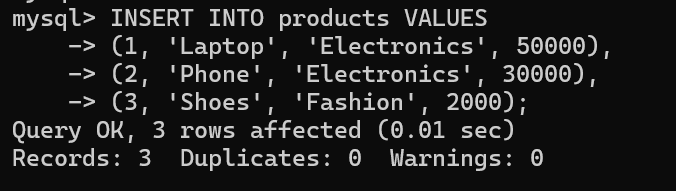 mysql> INSERT INTO products VALUES
    -> (1, 'Laptop', 'Electronics', 50000),
    -> (2, 'Phone', 'Electronics', 30000),
    -> (3, 'Shoes', 'Fashion', 2000);
Query OK, 3 rows affected (0.01 sec)
Records: 3  Duplicates: 0  Warnings: 0